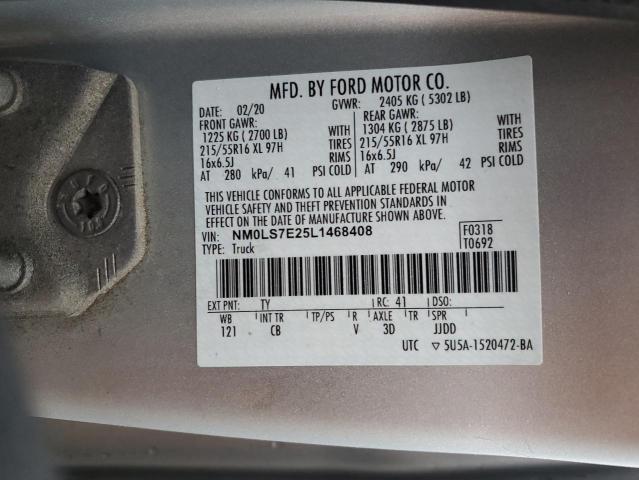 MFD. BY FORD MOTOR CO.
DATE: 02/20 GVWR: 2405 KG ( 5302 LB)
FRONT GAWR: REAR GAWR:
1225 KG ( 2700 LB) WITH 1304 KG ( 2875 LB) WITH
215/55R16 XL 97H TIRES 215/55R16 XL 97H TIRES
16x6.5J RIMS 16x6.5J RIMS
AT 280 kPa/ 41 PSI COLD AT 290 kPa/ 42 PSI COLD
THIS VEHICLE CONFORMS TO ALL APPLICABLE FEDERAL MOTOR
VEHICLE SAFETY AND THEFT PREVENTION STANDARDS IN
EFFECT ON THE DATE OF MANUFACTURE SHOWN ABOVE.
VIN: NM0LS7E25L1468408 F0318
TYPE: Truck T0692
EXT PNT: TY RC: 41 DSO:
WB INT TR TP/PS R AXLE TR SPR
121 CB V 3D JJDD
UTC ▽ 5U5A-1520472-BA